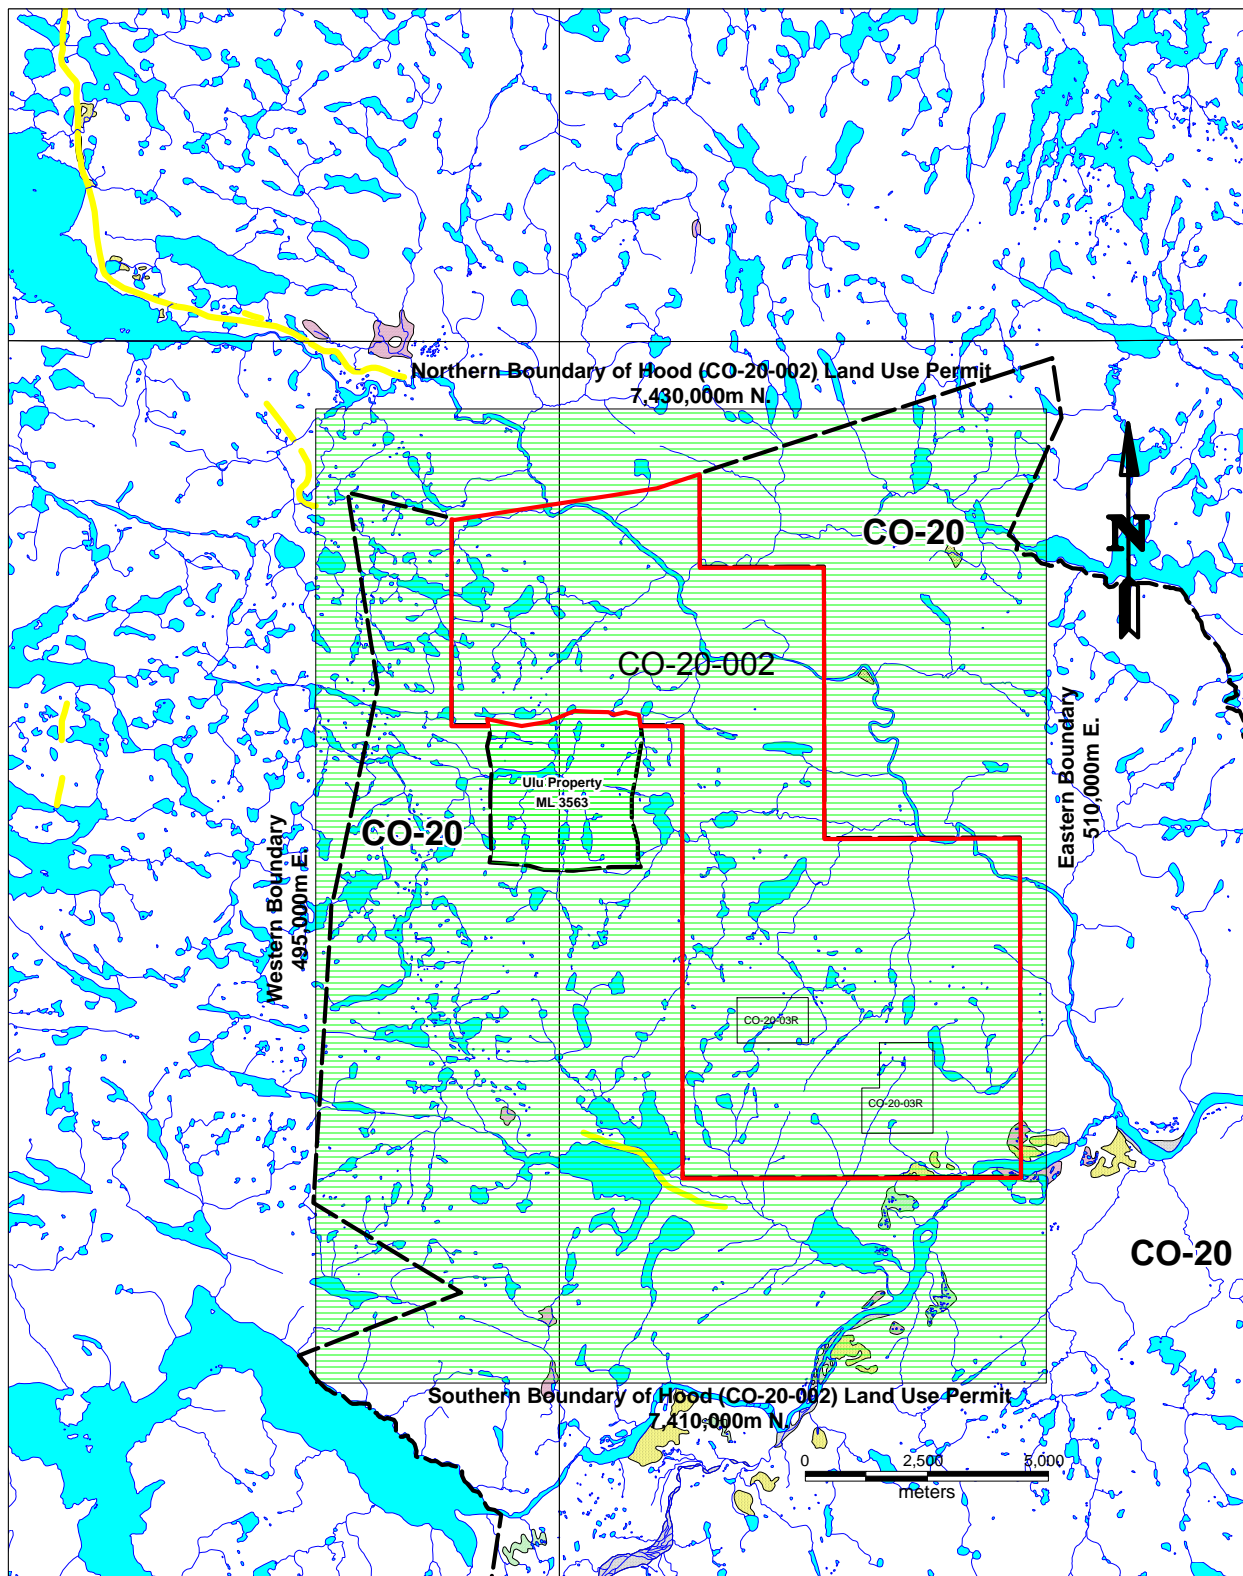 Northern Boundary of Hood (CO-20-002) Land Use Permit
7,430,000m N.
CO-20
N
CO-20-002
Eastern Boundary
510,000m E.
Ulu Property
ML 3563
CO-20
Western Boundary
495,000m E.
CO-20-03R
CO-20-03R
CO-20
Southern Boundary of Hood (CO-20-002) Land Use Permit
7,410,000m N.
0 2,500 5,000
meters